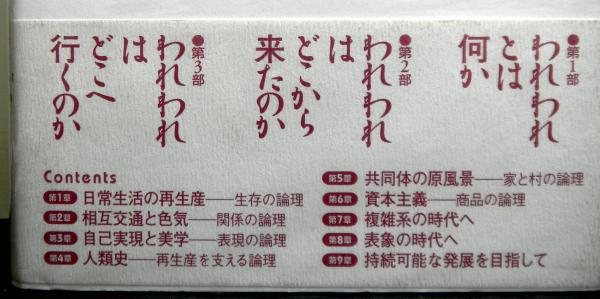 ●第1部
われわれ
とは
何か
●第2部
われわれ
は
どこから
来たのか
●第3部
われわれ
は
どこへ
行くのか
Contents
第1章 日常生活の再生産──生存の論理
第2章 相互交通と色気──関係の論理
第3章 自己実現と美学──表現の論理
第4章 人類史──再生産を支える論理
第5章 共同体の原風景──家と村の論理
第6章 資本主義──商品の論理
第7章 複雑系の時代へ
第8章 表象の時代へ
第9章 持続可能な発展を目指して